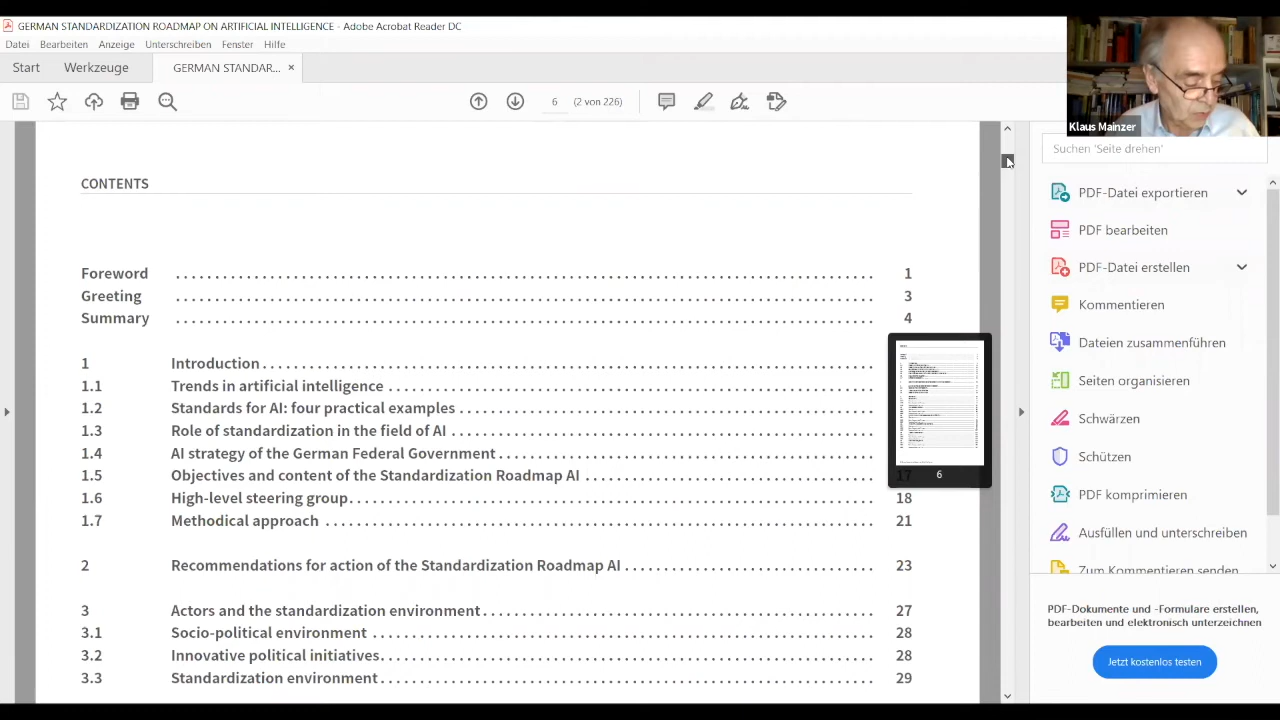 GERMAN STANDARDIZATION ROADMAP ON ARTIFICIAL INTELLIGENCE - Adobe Acrobat Reader DC
Datei Bearbeiten Anzeige Unterschreiben Fenster Hilfe
Start Werkzeuge GERMAN STANDAR... ×
6 (2 von 226)
Klaus Mainzer
Suchen 'Seite drehen'
CONTENTS
Foreword 1
Greeting 3
Summary 4
1 Introduction
1.1 Trends in artificial intelligence
1.2 Standards for AI: four practical examples
1.3 Role of standardization in the field of AI
1.4 AI strategy of the German Federal Government
1.5 Objectives and content of the Standardization Roadmap AI 17
1.6 High-level steering group 18
1.7 Methodical approach 21
2 Recommendations for action of the Standardization Roadmap AI 23
3 Actors and the standardization environment 27
3.1 Socio-political environment 28
3.2 Innovative political initiatives 28
3.3 Standardization environment 29
6
PDF-Datei exportieren
PDF bearbeiten
PDF-Datei erstellen
Kommentieren
Dateien zusammenführen
Seiten organisieren
Schwärzen
Schützen
PDF komprimieren
Ausfüllen und unterschreiben
Zum Kommentieren senden
PDF-Dokumente und -Formulare erstellen,
bearbeiten und elektronisch unterzeichnen
Jetzt kostenlos testen